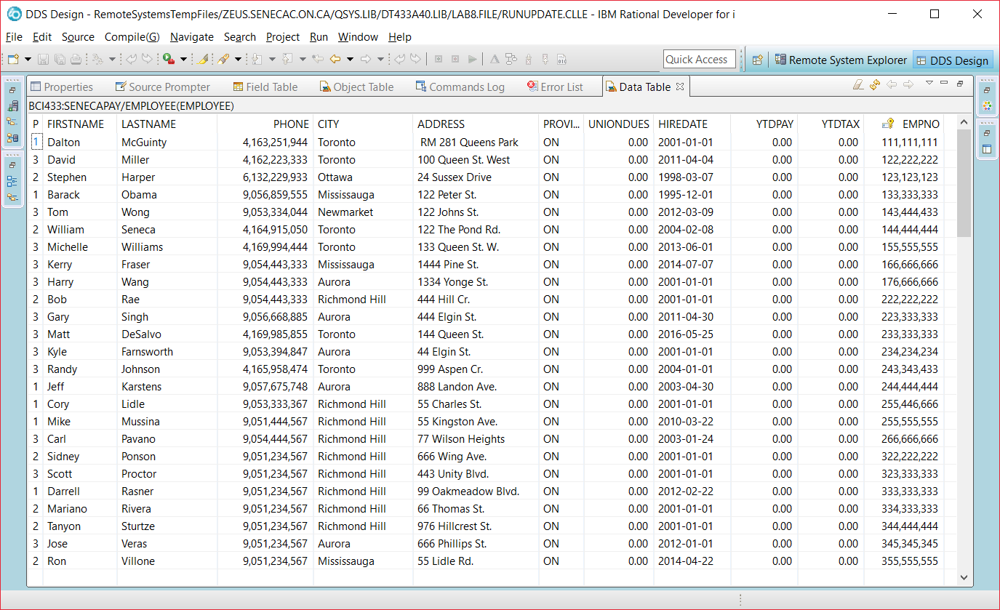 DDS Design - RemoteSystemsTempFiles/ZEUS.SENECAC.ON.CA/QSYS.LIB/DT433A40.LIB/LAB8.FILE/RUNUPDATE.CLLE - IBM Rational Developer for i
File Edit Source Compile(G) Navigate Search Project Run Window Help
Quick Access Remote System Explorer DDS Design
Properties Source Prompter Field Table Object Table Commands Log Error List Data Table
BCI433:SENECAPAY/EMPLOYEE(EMPLOYEE)
P FIRSTNAME LASTNAME PHONE CITY ADDRESS PROVI... UNIONDUES HIREDATE YTDPAY YTDTAX EMPNO
1 Dalton McGuinty 4,163,251,944 Toronto RM 281 Queens Park ON 0.00 2001-01-01 0.00 0.00 111,111,111
3 David Miller 4,162,223,333 Toronto 100 Queen St. West ON 0.00 2011-04-04 0.00 0.00 122,222,222
2 Stephen Harper 6,132,229,933 Ottawa 24 Sussex Drive ON 0.00 1998-03-07 0.00 0.00 123,123,123
1 Barack Obama 9,056,859,555 Mississauga 122 Peter St. ON 0.00 1995-12-01 0.00 0.00 133,333,333
3 Tom Wong 9,053,334,044 Newmarket 122 Johns St. ON 0.00 2012-03-09 0.00 0.00 143,444,433
2 William Seneca 4,164,915,050 Toronto 122 The Pond Rd. ON 0.00 2004-02-08 0.00 0.00 144,444,444
3 Michelle Williams 4,169,994,444 Toronto 133 Queen St. W. ON 0.00 2013-06-01 0.00 0.00 155,555,555
3 Kerry Fraser 9,054,443,333 Mississauga 1444 Pine St. ON 0.00 2014-07-07 0.00 0.00 166,666,666
3 Harry Wang 9,054,443,333 Aurora 1334 Yonge St. ON 0.00 2001-01-01 0.00 0.00 176,666,666
2 Bob Rae 9,054,443,333 Richmond Hill 444 Hill Cr. ON 0.00 2001-01-01 0.00 0.00 222,222,222
3 Gary Singh 9,056,668,885 Aurora 444 Elgin St. ON 0.00 2011-04-30 0.00 0.00 223,333,333
3 Matt DeSalvo 4,169,985,855 Toronto 144 Queen St. ON 0.00 2016-05-25 0.00 0.00 233,333,333
3 Kyle Farnsworth 9,053,394,847 Aurora 44 Elgin St. ON 0.00 2001-01-01 0.00 0.00 234,234,234
3 Randy Johnson 4,165,958,474 Toronto 999 Aspen Cr. ON 0.00 2004-01-01 0.00 0.00 243,343,433
1 Jeff Karstens 9,057,675,748 Aurora 888 Landon Ave. ON 0.00 2003-04-30 0.00 0.00 244,444,444
1 Cory Lidle 9,053,333,367 Richmond Hill 55 Charles St. ON 0.00 2001-01-01 0.00 0.00 255,446,666
1 Mike Mussina 9,051,444,567 Richmond Hill 55 Kingston Ave. ON 0.00 2010-03-22 0.00 0.00 255,555,555
3 Carl Pavano 9,054,444,567 Richmond Hill 77 Wilson Heights ON 0.00 2003-01-24 0.00 0.00 266,666,666
2 Sidney Ponson 9,051,234,567 Richmond Hill 666 Wing Ave. ON 0.00 2001-01-01 0.00 0.00 322,222,222
3 Scott Proctor 9,051,234,567 Richmond Hill 443 Unity Blvd. ON 0.00 2001-01-01 0.00 0.00 323,333,333
1 Darrell Rasner 9,051,234,567 Richmond Hill 99 Oakmeadow Blvd. ON 0.00 2012-02-22 0.00 0.00 333,333,333
2 Mariano Rivera 9,051,234,567 Richmond Hill 66 Thomas St. ON 0.00 2001-01-01 0.00 0.00 334,333,333
2 Tanyon Sturtze 9,051,234,567 Richmond Hill 976 Hillcrest St. ON 0.00 2001-01-01 0.00 0.00 344,444,444
3 Jose Veras 9,051,234,567 Aurora 666 Phillips St. ON 0.00 2012-01-01 0.00 0.00 345,345,345
2 Ron Villone 9,051,234,567 Mississauga 55 Lidle Rd. ON 0.00 2014-04-22 0.00 0.00 355,555,555